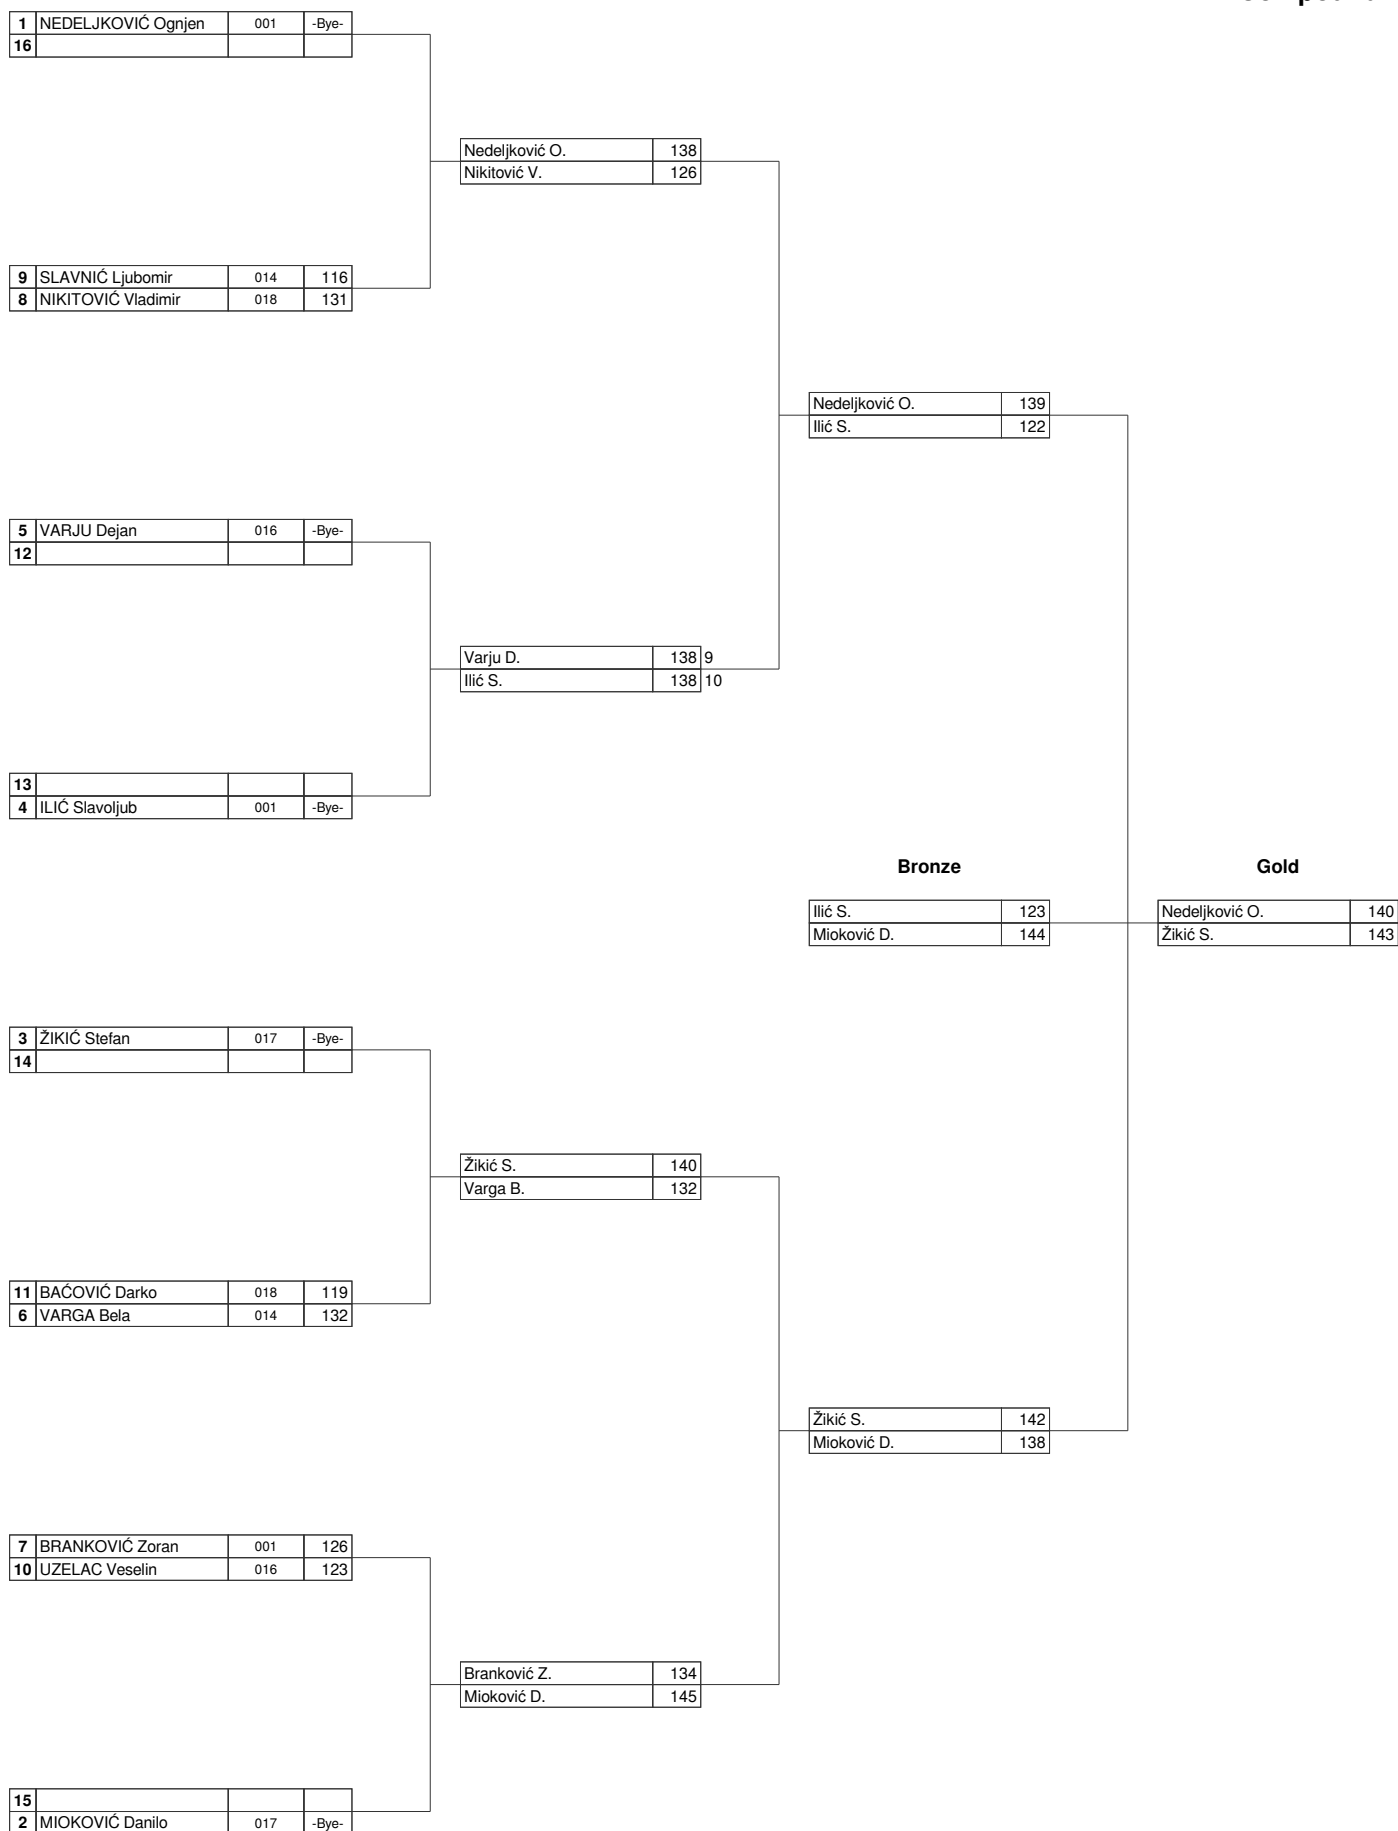 1 NEDELJKOVIĆ Ognjen 001 -Bye-
16
Nedeljković O. 138
Nikitović V. 126
9 SLAVNIĆ Ljubomir 014 116
8 NIKITOVIĆ Vladimir 018 131
Nedeljković O. 139
Ilić S. 122
5 VARJU Dejan 016 -Bye-
12
Varju D. 138 9
Ilić S. 138 10
13
4 ILIĆ Slavoljub 001 -Bye-
Bronze Gold
Ilić S. 123 Nedeljković O. 140
Mioković D. 144 Žikić S. 143
3 ŽIKIĆ Stefan 017 -Bye-
14
Žikić S. 140
Varga B. 132
11 BAĆOVIĆ Darko 018 119
6 VARGA Bela 014 132
Žikić S. 142
Mioković D. 138
7 BRANKOVIĆ Zoran 001 126
10 UZELAC Veselin 016 123
Branković Z. 134
Mioković D. 145
15
2 MIOKOVIĆ Danilo 017 -Bye-